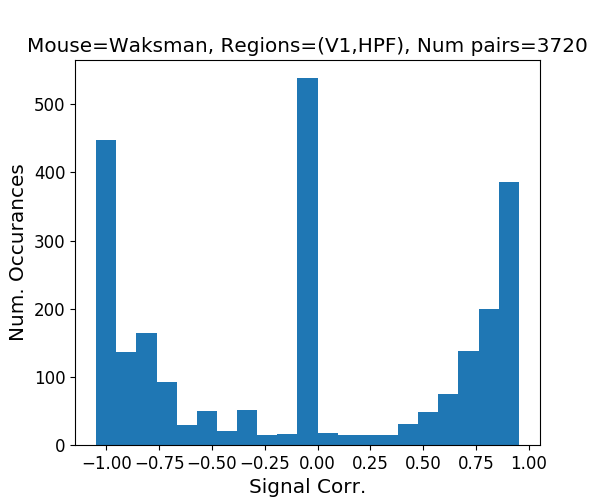 Mouse=Waksman, Regions=(V1,HPF), Num pairs=3720
500
400
300
200
100
0
Num. Occurances
−1.00 −0.75 −0.50 −0.25 0.00 0.25 0.50 0.75 1.00
Signal Corr.